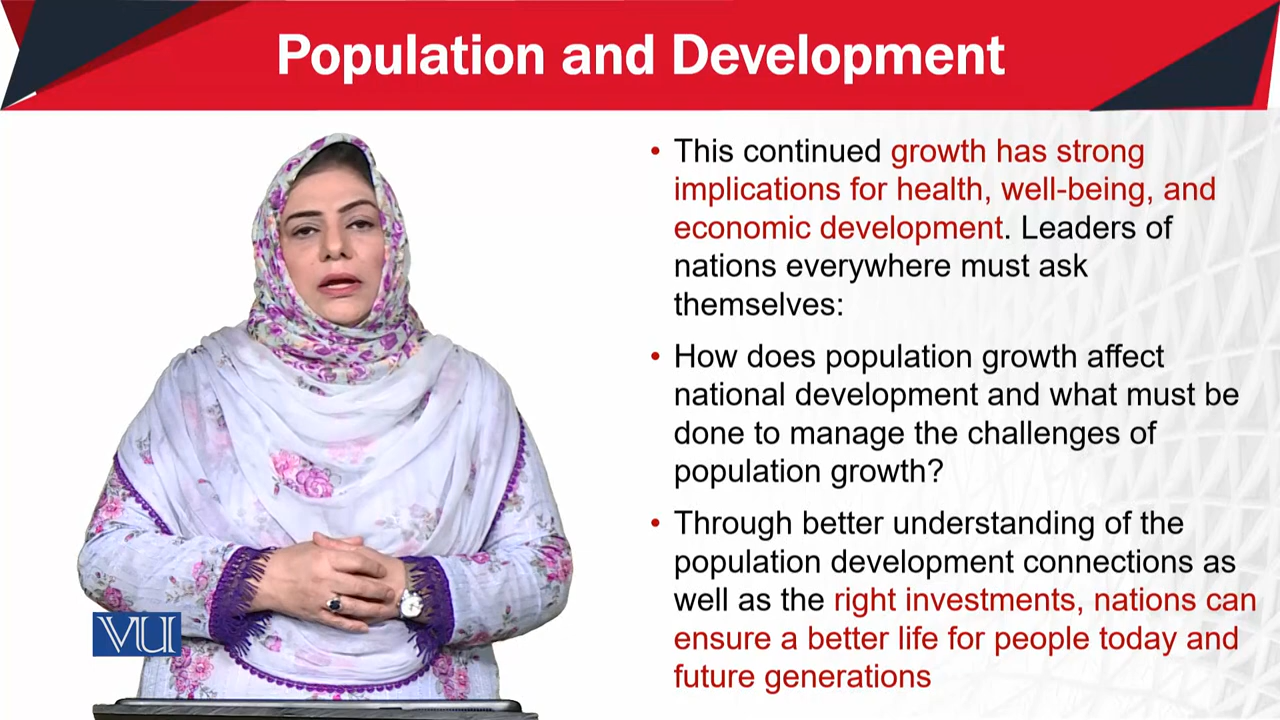 Population and Development
• This continued growth has strong
implications for health, well-being, and
economic development. Leaders of
nations everywhere must ask
themselves:
• How does population growth affect
national development and what must be
done to manage the challenges of
population growth?
• Through better understanding of the
population development connections as
well as the right investments, nations can
ensure a better life for people today and
future generations
VU